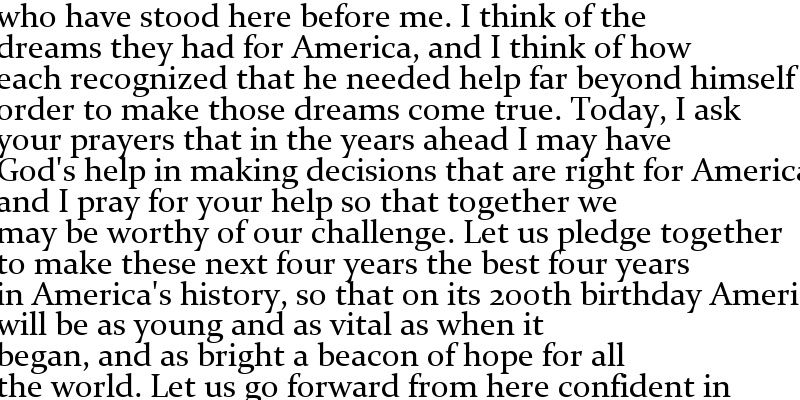 who have stood here before me. I think of the
dreams they had for America, and I think of how
each recognized that he needed help far beyond himself
order to make those dreams come true. Today, I ask
your prayers that in the years ahead I may have
God's help in making decisions that are right for America
and I pray for your help so that together we
may be worthy of our challenge. Let us pledge together
to make these next four years the best four years
in America's history, so that on its 200th birthday Ameri
will be as young and as vital as when it
began, and as bright a beacon of hope for all
the world. Let us go forward from here confident in